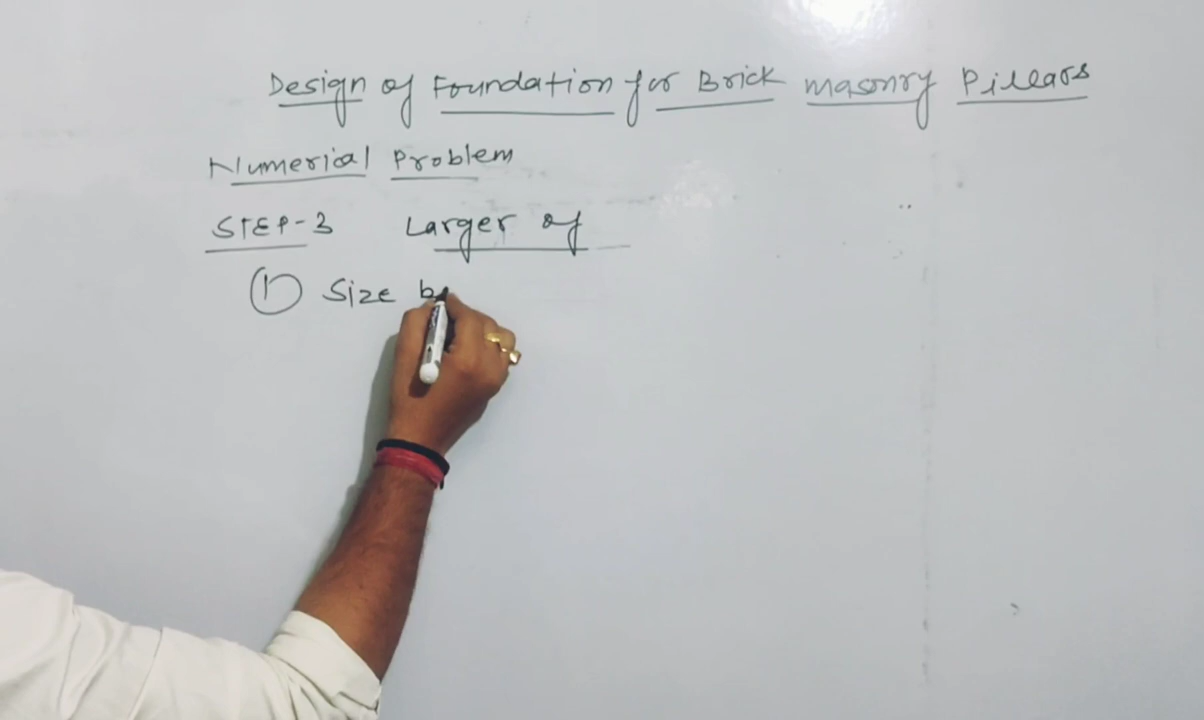 Design of Foundation for Brick masonry Pillars
Numerical Problem
STEP-3 Larger of
① Size b